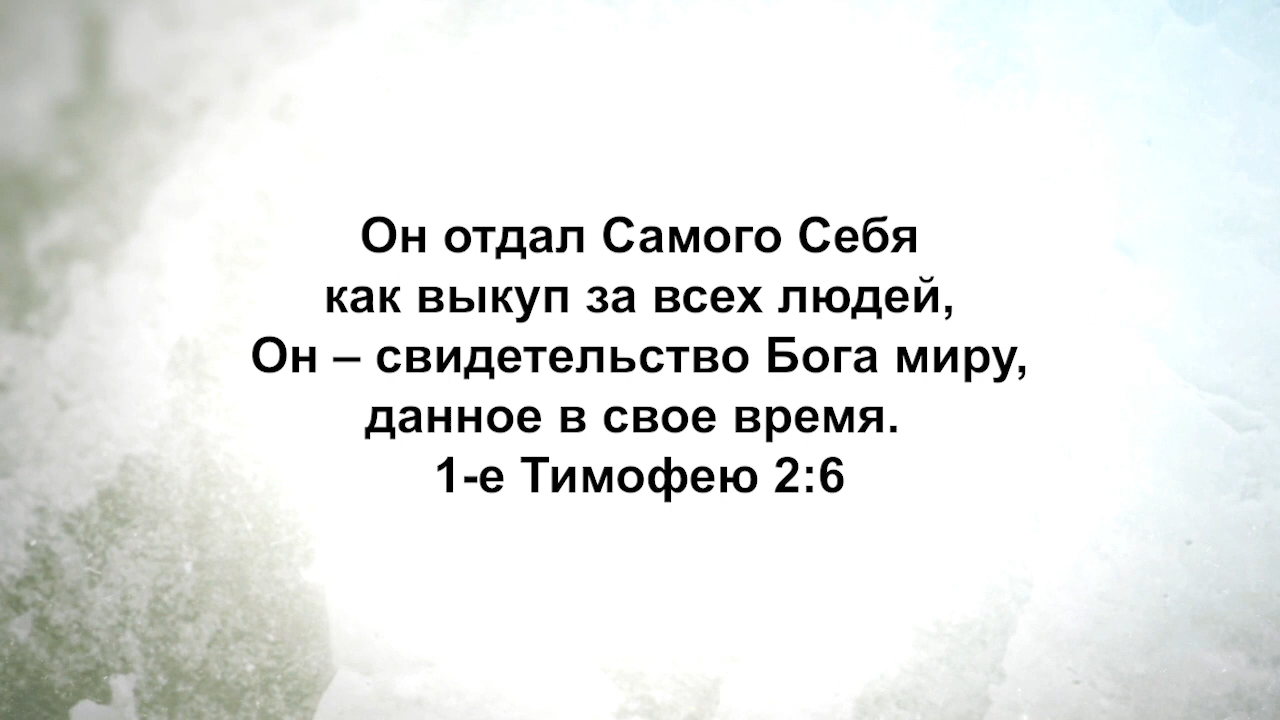 Он отдал Самого Себя
как выкуп за всех людей,
Он – свидетельство Бога миру,
данное в свое время.
1-е Тимофею 2:6